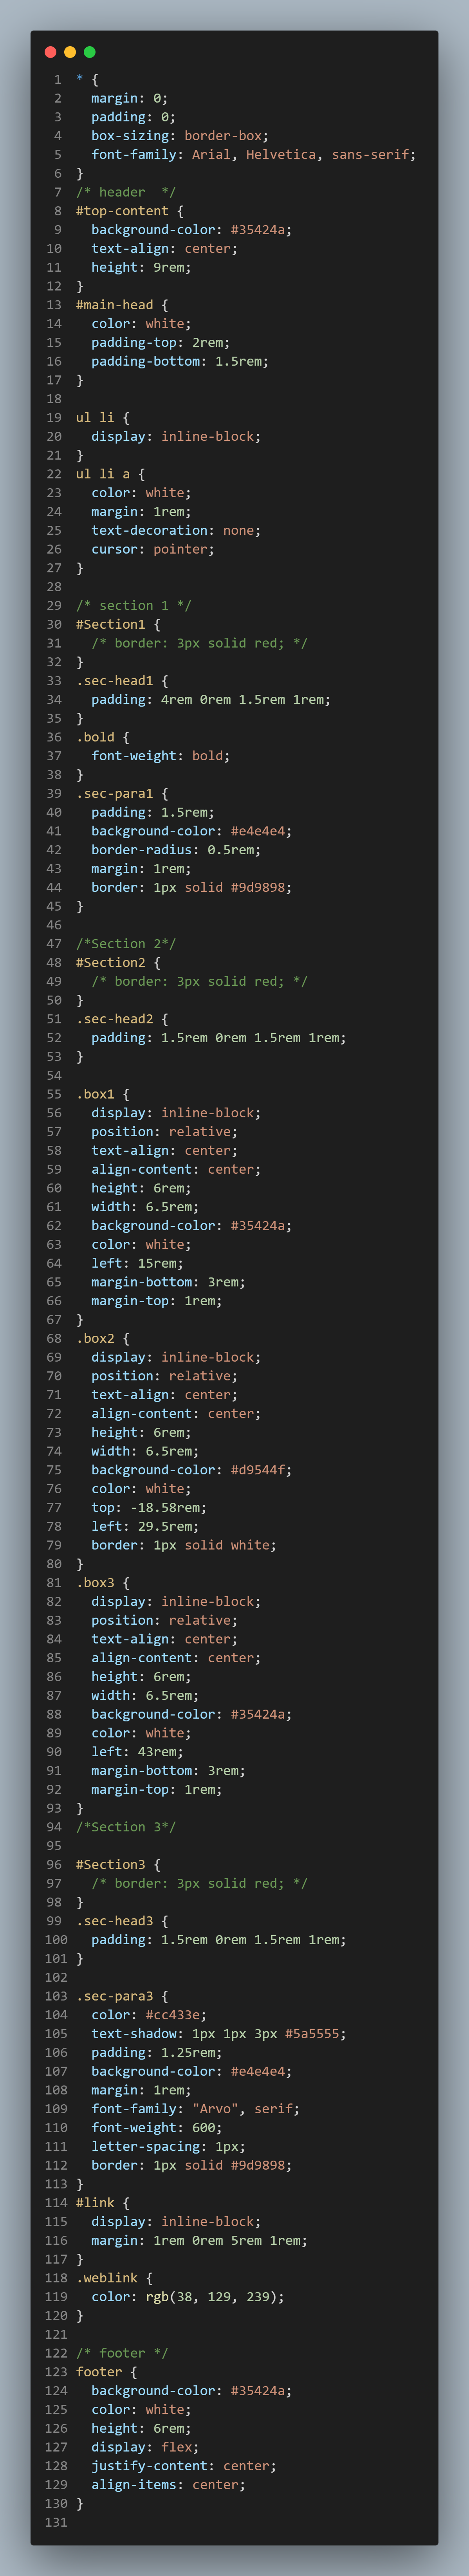 1 * {
2 margin: 0;
3 padding: 0;
4 box-sizing: border-box;
5 font-family: Arial, Helvetica, sans-serif;
6 }
7 /* header  */
8 #top-content {
9 background-color: #35424a;
10 text-align: center;
11 height: 9rem;
12 }
13 #main-head {
14 color: white;
15 padding-top: 2rem;
16 padding-bottom: 1.5rem;
17 }
18
19 ul li {
20 display: inline-block;
21 }
22 ul li a {
23 color: white;
24 margin: 1rem;
25 text-decoration: none;
26 cursor: pointer;
27 }
28
29 /* section 1 */
30 #Section1 {
31 /* border: 3px solid red; */
32 }
33 .sec-head1 {
34 padding: 4rem 0rem 1.5rem 1rem;
35 }
36 .bold {
37 font-weight: bold;
38 }
39 .sec-para1 {
40 padding: 1.5rem;
41 background-color: #e4e4e4;
42 border-radius: 0.5rem;
43 margin: 1rem;
44 border: 1px solid #9d9898;
45 }
46
47 /*Section 2*/
48 #Section2 {
49 /* border: 3px solid red; */
50 }
51 .sec-head2 {
52 padding: 1.5rem 0rem 1.5rem 1rem;
53 }
54
55 .box1 {
56 display: inline-block;
57 position: relative;
58 text-align: center;
59 align-content: center;
60 height: 6rem;
61 width: 6.5rem;
62 background-color: #35424a;
63 color: white;
64 left: 15rem;
65 margin-bottom: 3rem;
66 margin-top: 1rem;
67 }
68 .box2 {
69 display: inline-block;
70 position: relative;
71 text-align: center;
72 align-content: center;
73 height: 6rem;
74 width: 6.5rem;
75 background-color: #d9544f;
76 color: white;
77 top: -18.58rem;
78 left: 29.5rem;
79 border: 1px solid white;
80 }
81 .box3 {
82 display: inline-block;
83 position: relative;
84 text-align: center;
85 align-content: center;
86 height: 6rem;
87 width: 6.5rem;
88 background-color: #35424a;
89 color: white;
90 left: 43rem;
91 margin-bottom: 3rem;
92 margin-top: 1rem;
93 }
94 /*Section 3*/
95
96 #Section3 {
97 /* border: 3px solid red; */
98 }
99 .sec-head3 {
100 padding: 1.5rem 0rem 1.5rem 1rem;
101 }
102
103 .sec-para3 {
104 color: #cc433e;
105 text-shadow: 1px 1px 3px #5a5555;
106 padding: 1.25rem;
107 background-color: #e4e4e4;
108 margin: 1rem;
109 font-family: "Arvo", serif;
110 font-weight: 600;
111 letter-spacing: 1px;
112 border: 1px solid #9d9898;
113 }
114 #link {
115 display: inline-block;
116 margin: 1rem 0rem 5rem 1rem;
117 }
118 .weblink {
119 color: rgb(38, 129, 239);
120 }
121
122 /* footer */
123 footer {
124 background-color: #35424a;
125 color: white;
126 height: 6rem;
127 display: flex;
128 justify-content: center;
129 align-items: center;
130 }
131